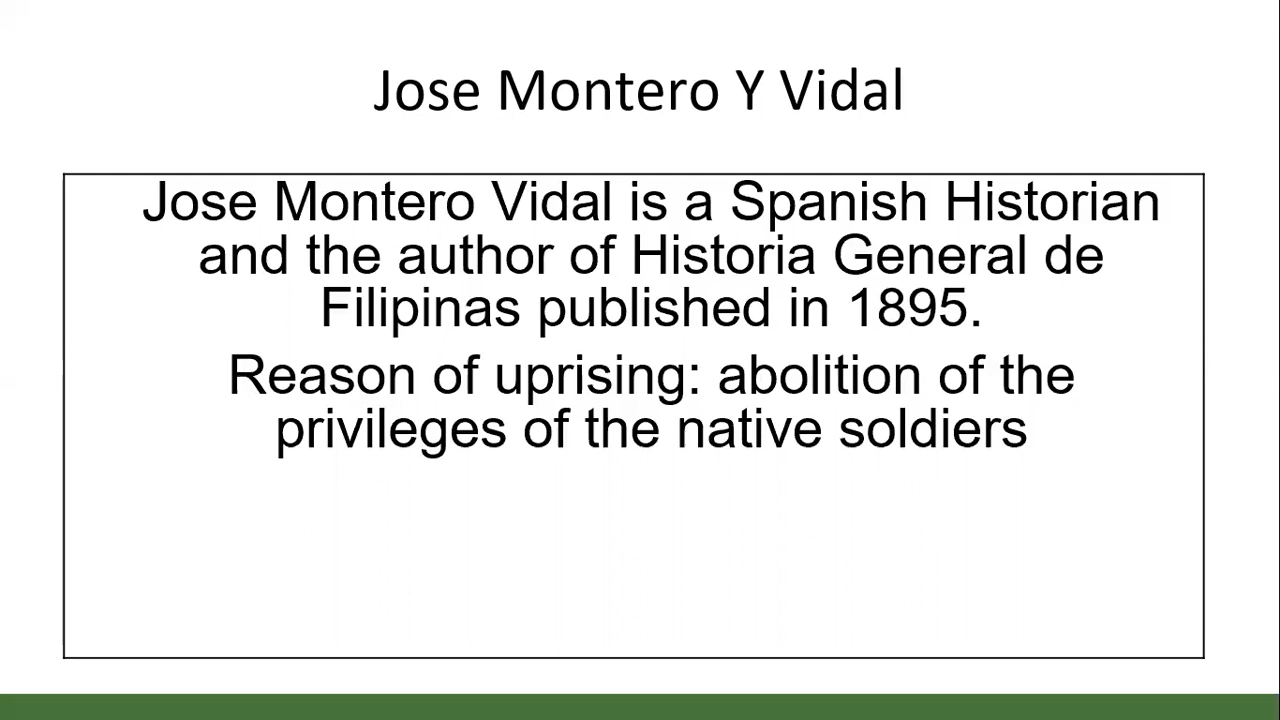 Jose Montero Y Vidal
Jose Montero Vidal is a Spanish Historian
and the author of Historia General de
Filipinas published in 1895.
Reason of uprising: abolition of the
privileges of the native soldiers